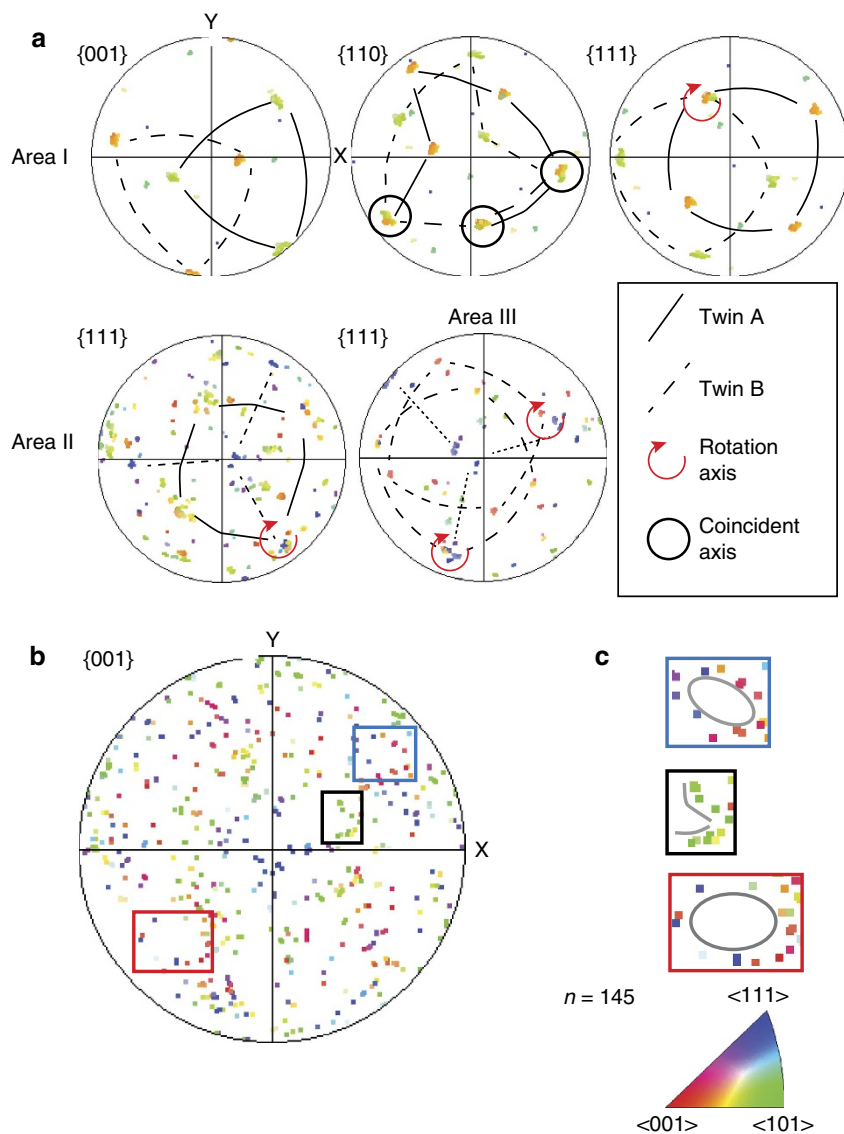 a
Y
{001}
{110}
{111}
Area I
X
Area III
{111}
{111}
Area II
Twin A
Twin B
Rotation
axis
Coincident
axis
b
{001}
Y
X
c
n = 145
<111>
<001>
<101>